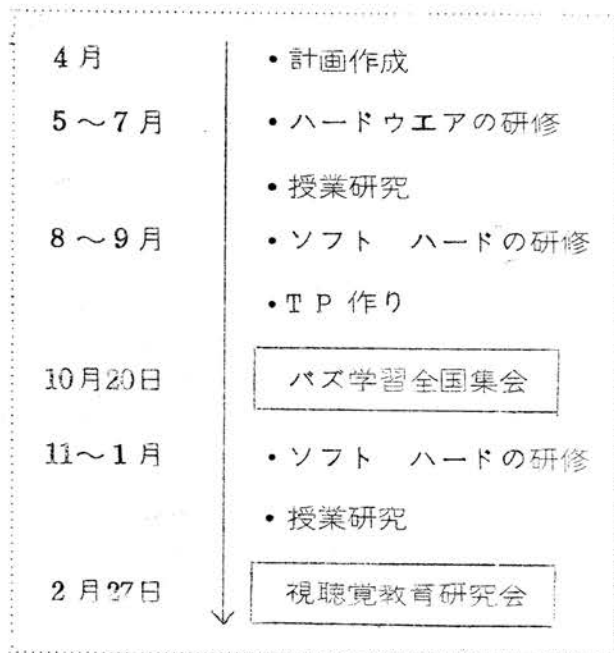 4月 ・計画作成
5～7月 ・ハードウエアの研修
・授業研究
8～9月 ・ソフト ハードの研修
・TP作り
10月20日 バズ学習全国集会
11～1月 ・ソフト ハードの研修
・授業研究
2月27日 視聴覚教育研究会